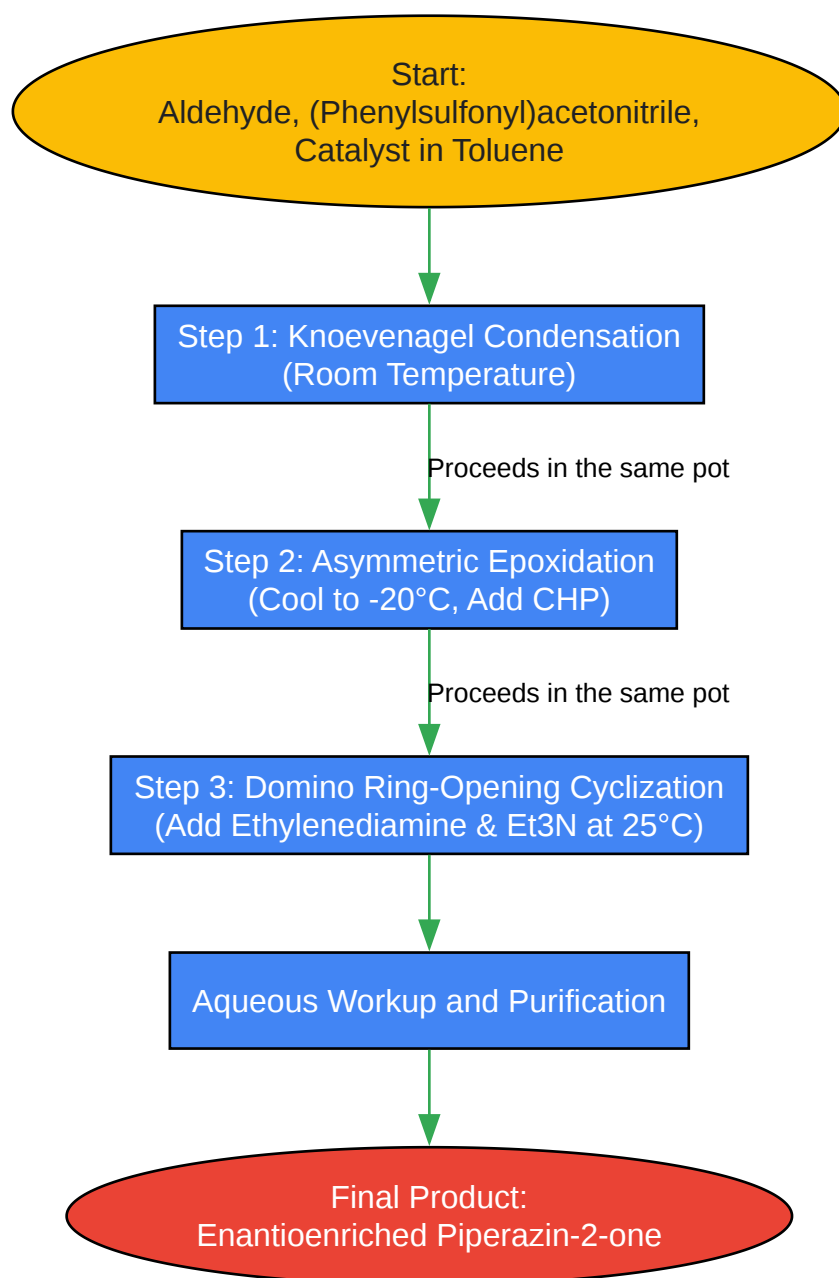 Start:
Aldehyde, (Phenylsulfonyl)acetonitrile,
Catalyst in Toluene
Step 1: Knoevenagel Condensation
(Room Temperature)
Proceeds in the same pot
Step 2: Asymmetric Epoxidation
(Cool to -20°C, Add CHP)
Proceeds in the same pot
Step 3: Domino Ring-Opening Cyclization
(Add Ethylenediamine & Et3N at 25°C)
Aqueous Workup and Purification
Final Product:
Enantioenriched Piperazin-2-one